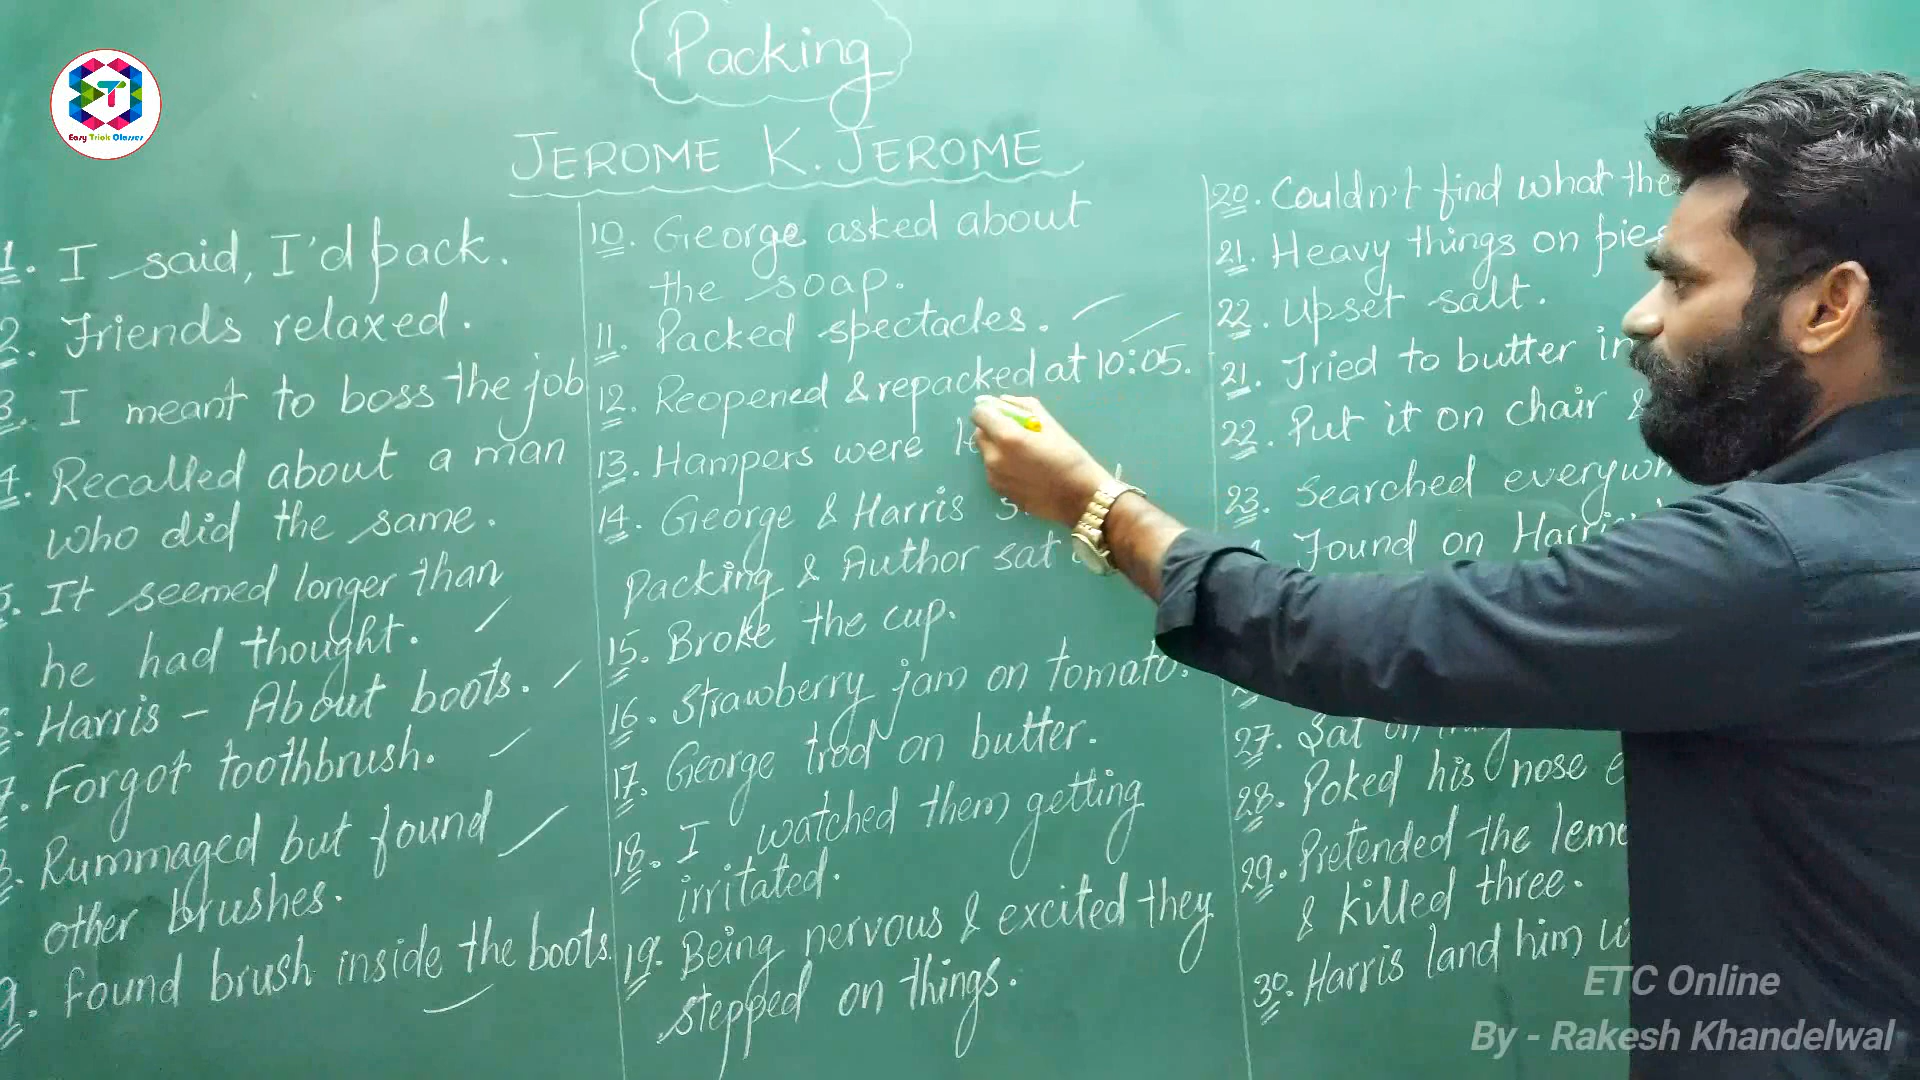 Packing
JEROME K. JEROME
1. I said, I'd pack.
2. Friends relaxed.
3. I meant to boss the job
4. Recalled about a man
who did the same.
5. It seemed longer than
he had thought.
6. Harris - About boots.
7. Forgot toothbrush.
8. Rummaged but found
other brushes.
9. Found brush inside the boots.
10. George asked about
the soap.
11. Packed spectacles.
12. Reopened & repacked at 10:05.
13. Hampers were
14. George & Harris
Packing & Author sat
15. Broke the cup.
16. Strawberry jam on tomato.
17. George trod on butter.
18. I watched them getting
irritated.
19. Being nervous & excited they
stepped on things.
20. Couldn't find what
21. Heavy things on pies
22. Upset salt.
21. Tried to butter
22. Put it on chair &
23. Searched
Found on
27. Sat on
28. Poked his nose
29. Pretended the
& killed three.
30. Harris land him
T
Easy Trick Classes
ETC Online
By - Rakesh Khandelwal